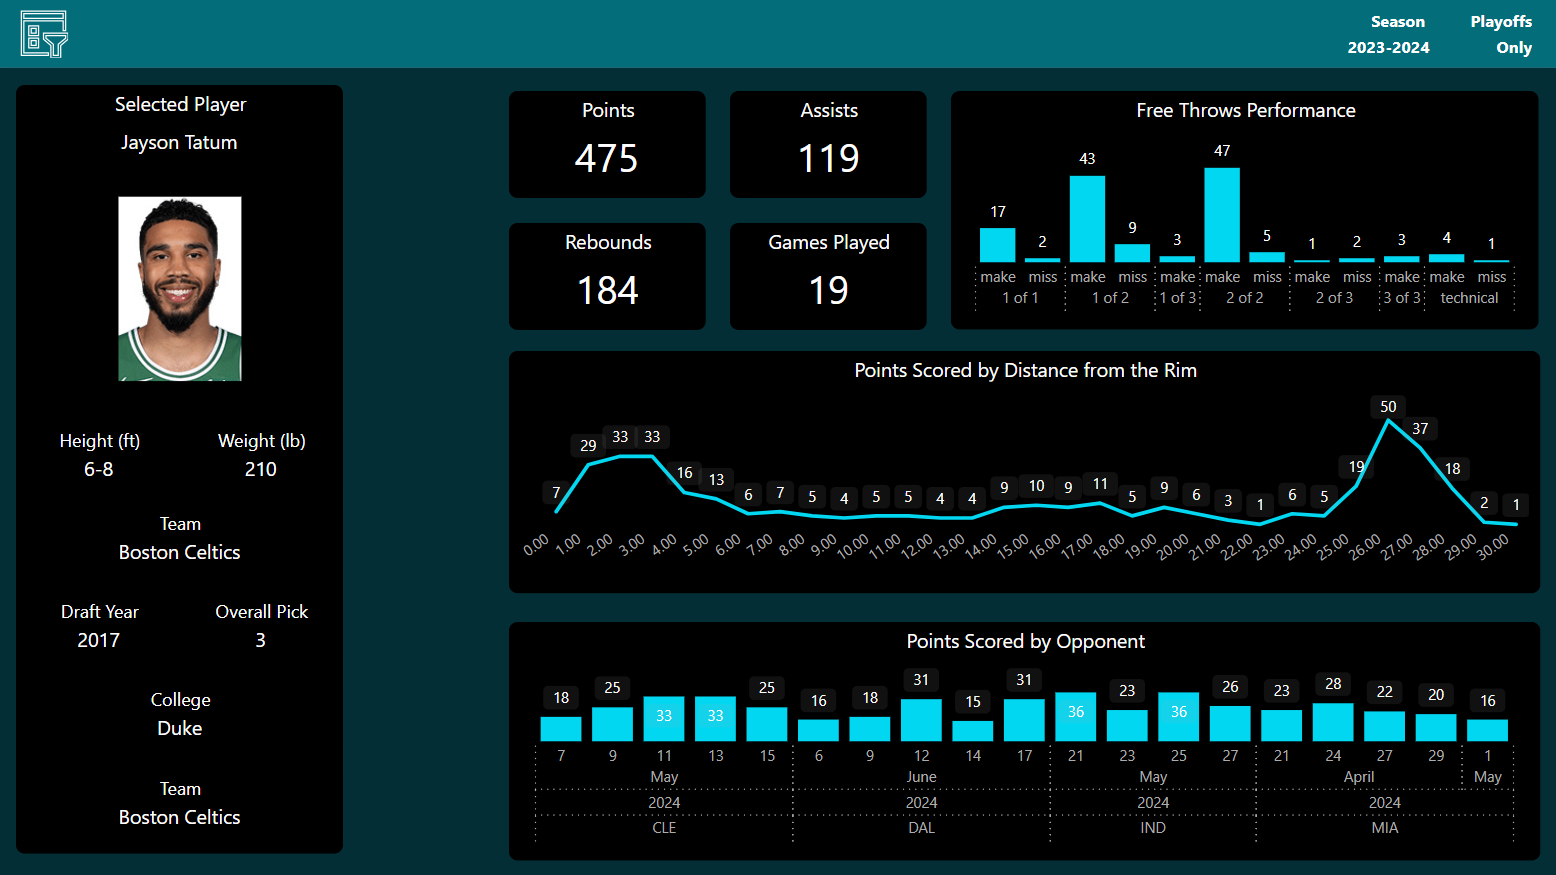 Season
2023-2024
Playoffs
Only
Selected Player
Jayson Tatum
Height (ft)
6-8
Weight (lb)
210
Team
Boston Celtics
Draft Year
2017
Overall Pick
3
College
Duke
Team
Boston Celtics
Points
475
Assists
119
Rebounds
184
Games Played
19
Free Throws Performance
17 2 43 9 3 47 5 1 2 3 4 1
make miss make miss make make miss make miss make make miss
1 of 1 1 of 2 1 of 3 2 of 2 2 of 3 3 of 3 technical
Points Scored by Distance from the Rim
7 29 33 33 16 13 6 7 5 4 5 5 4 4 9 10 9 11 5 9 6 3 1 6 5 19 50 37 18 2 1
0.00 1.00 2.00 3.00 4.00 5.00 6.00 7.00 8.00 9.00 10.00 11.00 12.00 13.00 14.00 15.00 16.00 17.00 18.00 19.00 20.00 21.00 22.00 23.00 24.00 25.00 26.00 27.00 28.00 29.00 30.00
Points Scored by Opponent
18 25 33 33 25 16 18 31 15 31 36 23 36 26 23 28 22 20 16
7 9 11 13 15 6 9 12 14 17 21 23 25 27 21 24 27 29 1
May June May April May
2024 2024 2024 2024
CLE DAL IND MIA